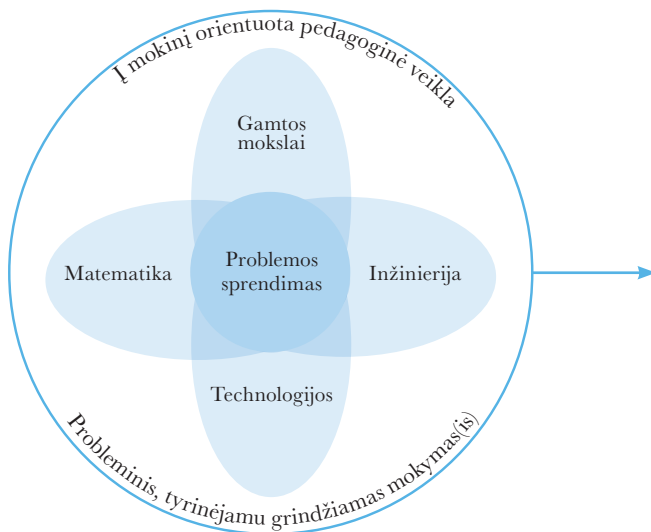 Į mokinį orientuota pedagoginė veikla
Gamtos
mokslai
Matematika
Problemos
sprendimas
Inžinierija
Technologijos
Probleminis, tyrinėjamu grindžiamas mokymas(is)